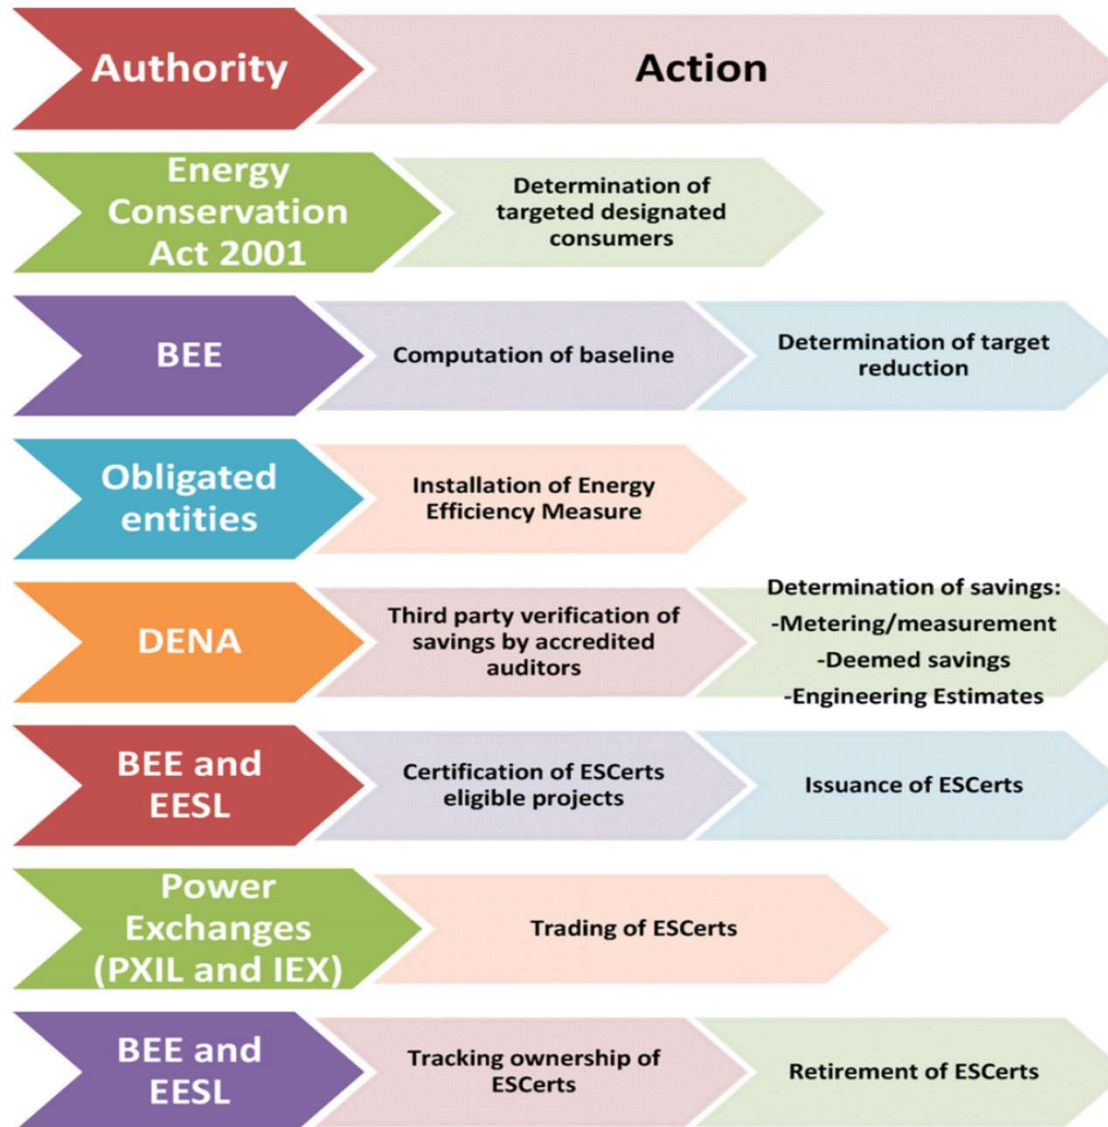 Authority
Action
Energy
Conservation
Act 2001
Determination of
targeted designated
consumers
BEE
Computation of baseline
Determination of target
reduction
Obligated
entities
Installation of Energy
Efficiency Measure
DENA
Third party verification of
savings by accredited
auditors
Determination of savings:
-Metering/measurement
-Deemed savings
-Engineering Estimates
BEE and
EESL
Certification of ESCerts
eligible projects
Issuance of ESCerts
Power
Exchanges
(PXIL and IEX)
Trading of ESCerts
BEE and
EESL
Tracking ownership of
ESCerts
Retirement of ESCerts